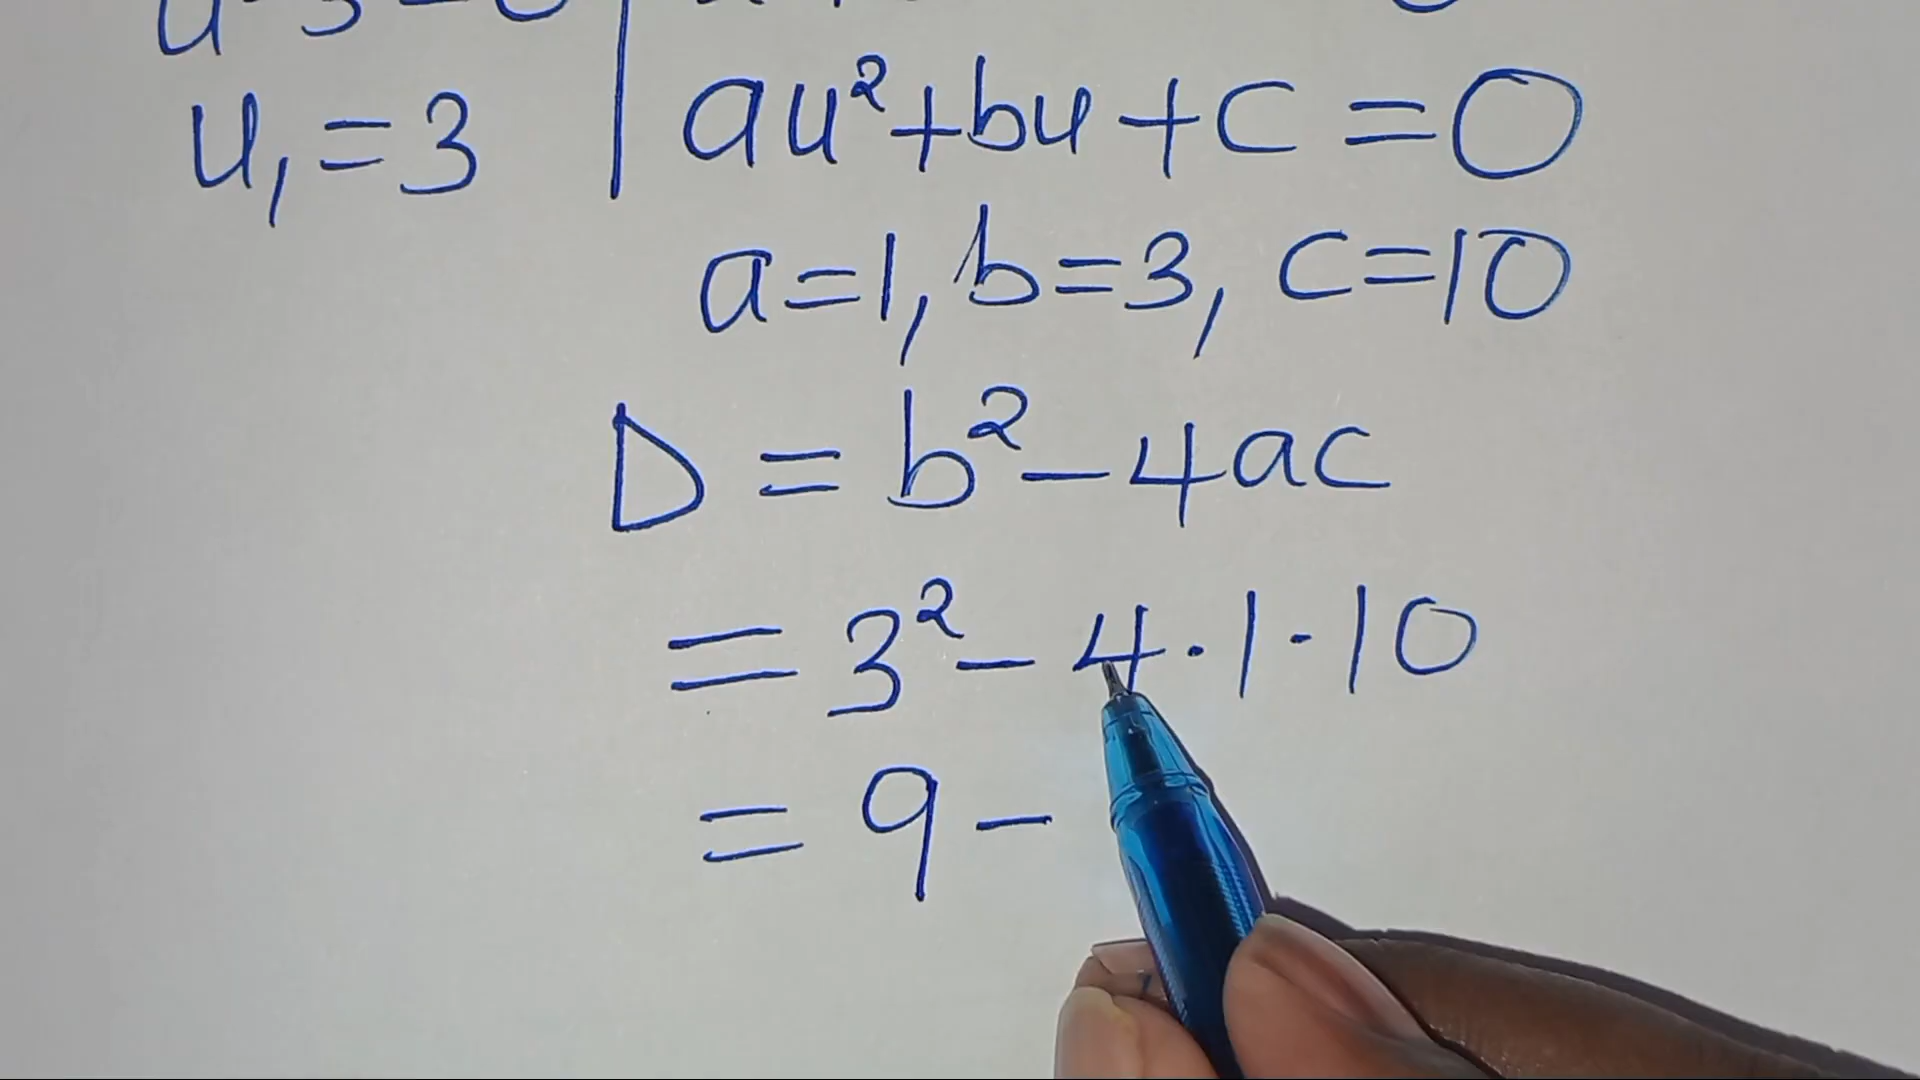 u₁=3
au²+bu+c=0
a=1, b=3, c=10
D = b²-4ac
= 3²-4·1·10
= 9-